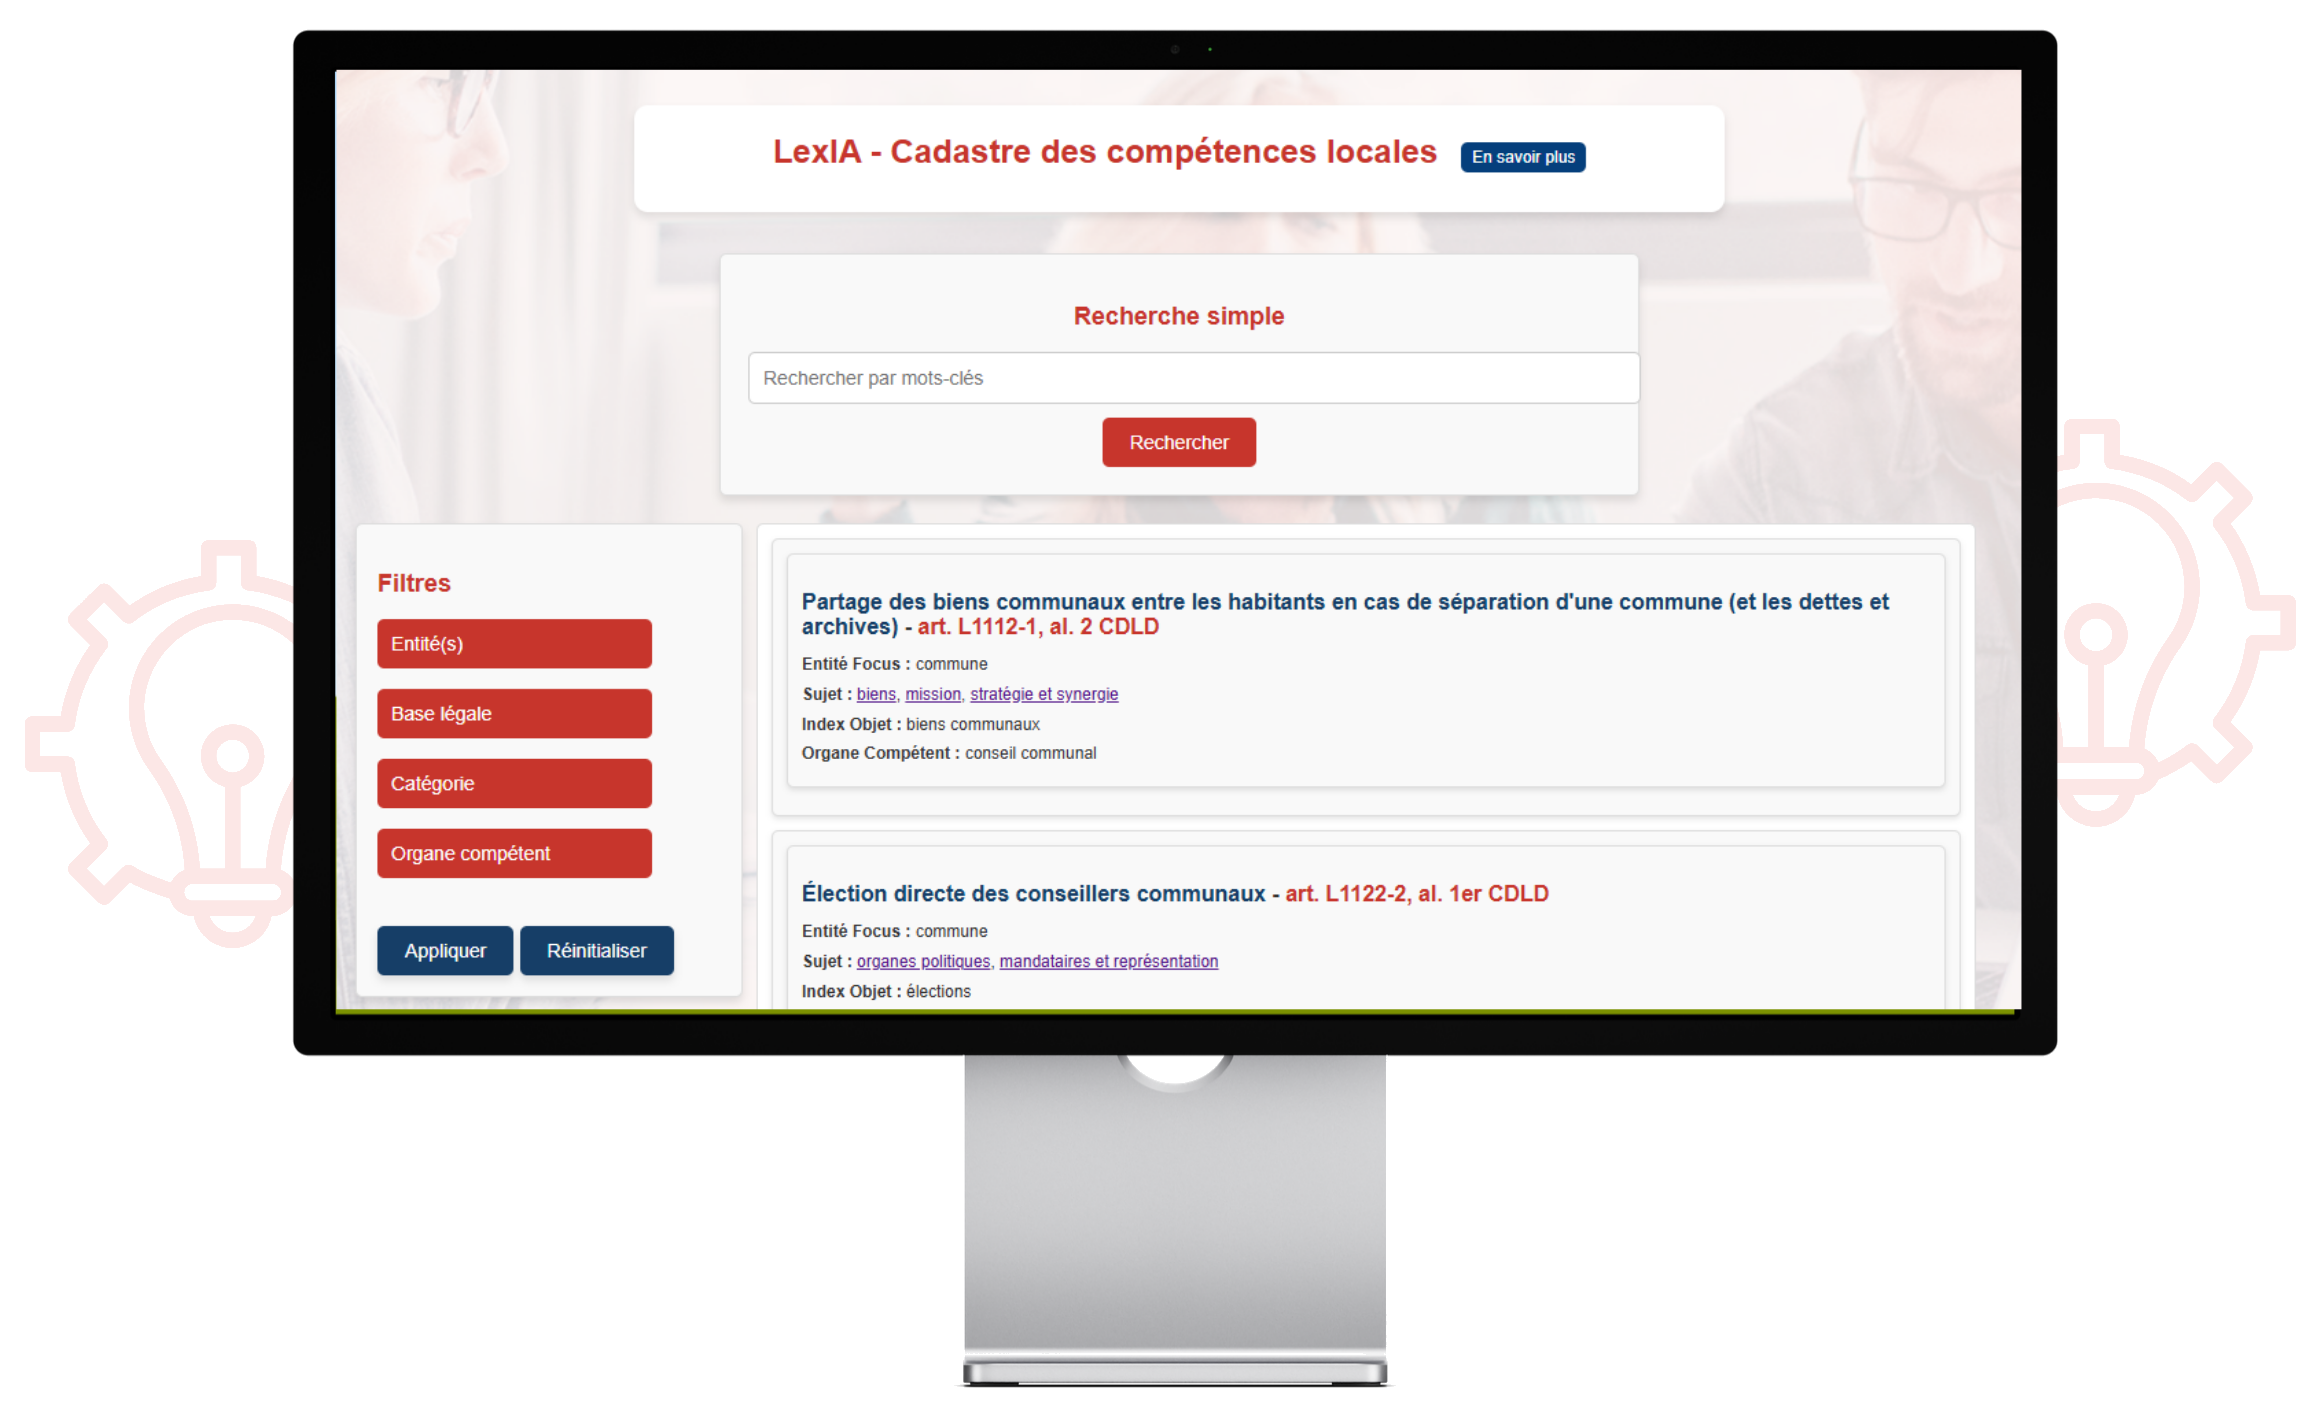 LexIA - Cadastre des compétences locales En savoir plus
Recherche simple
Rechercher par mots-clés
Rechercher
Filtres
Entité(s)
Base légale
Catégorie
Organe compétent
Appliquer Réinitialiser
Partage des biens communaux entre les habitants en cas de séparation d'une commune (et les dettes et
archives) - art. L1112-1, al. 2 CDLD
Entité Focus : commune
Sujet : biens, mission, stratégie et synergie
Index Objet : biens communaux
Organe Compétent : conseil communal
Élection directe des conseillers communaux - art. L1122-2, al. 1er CDLD
Entité Focus : commune
Sujet : organes politiques, mandataires et représentation
Index Objet : élections